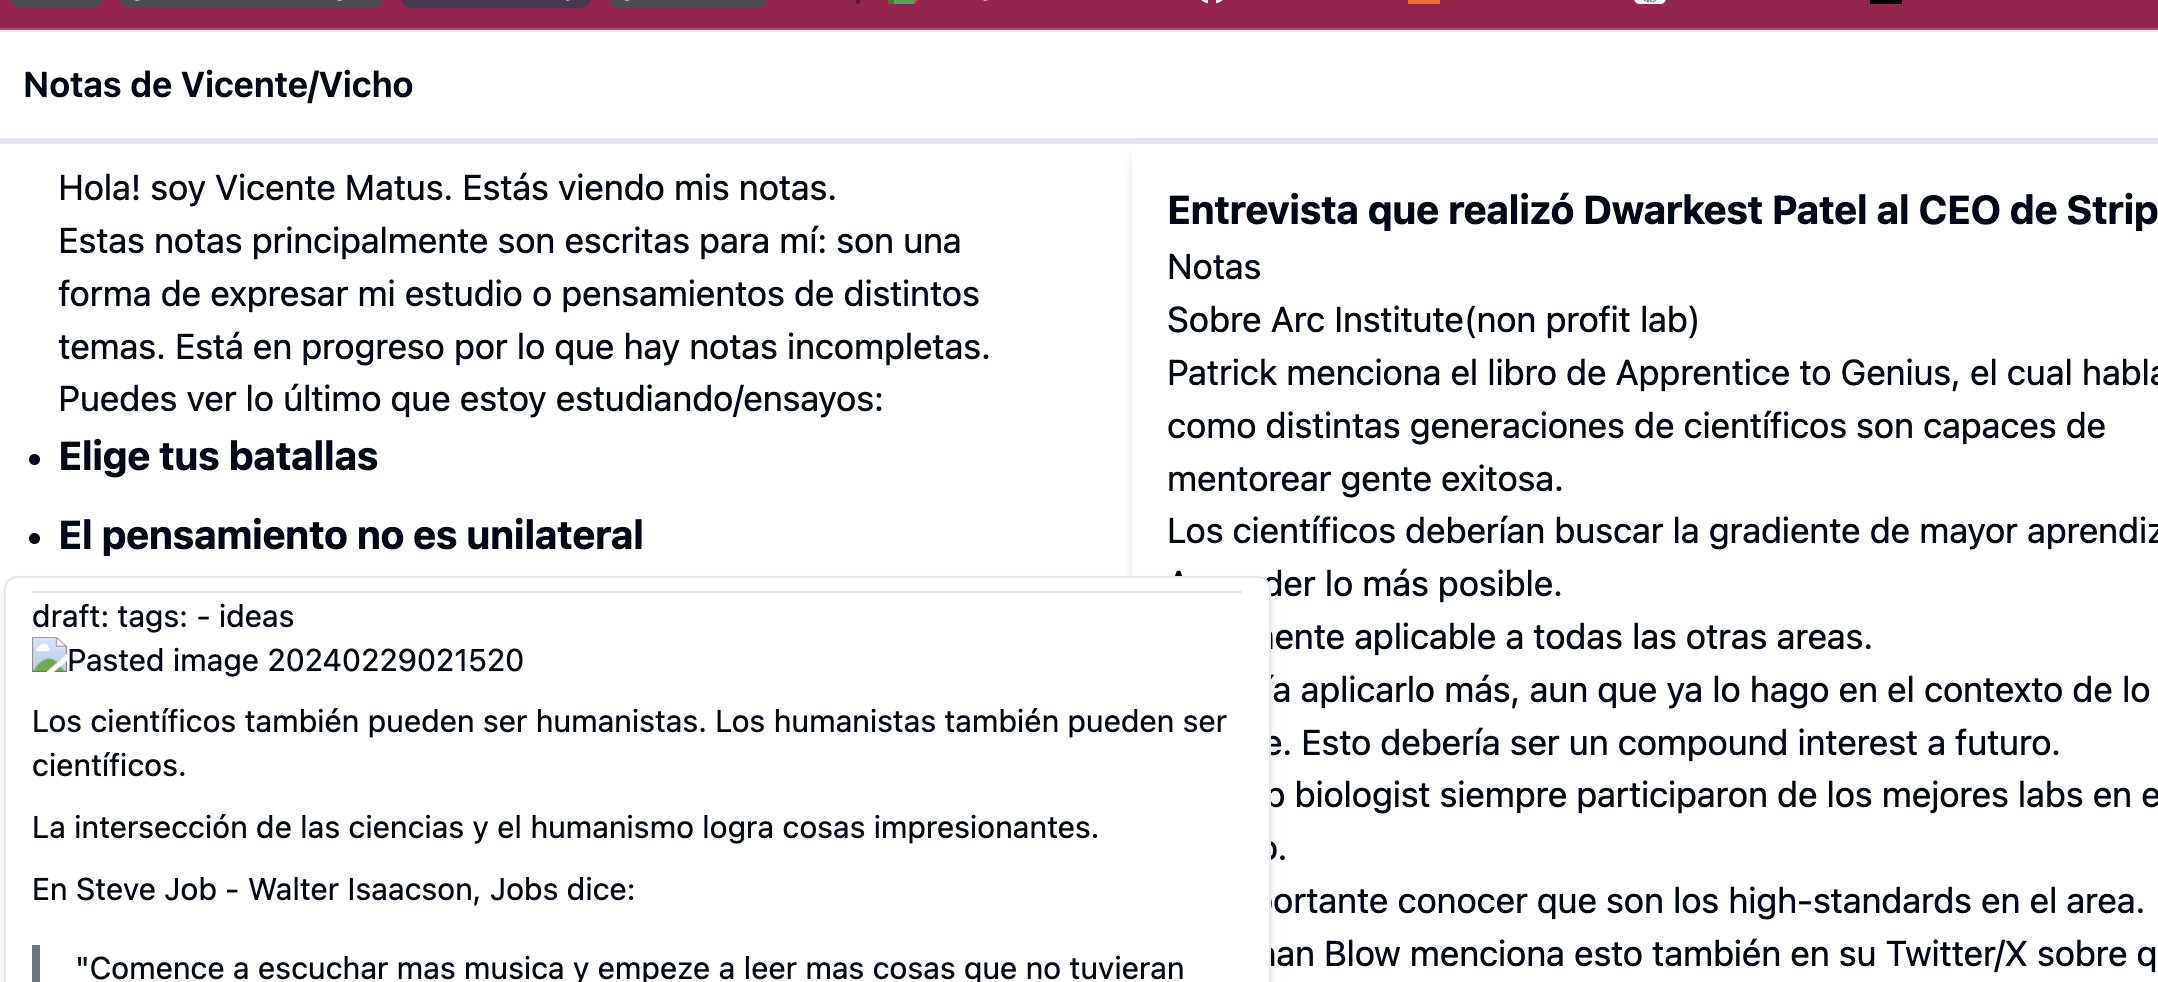 Notas de Vicente/Vicho
Hola! soy Vicente Matus. Estás viendo mis notas.
Estas notas principalmente son escritas para mí: son una
forma de expresar mi estudio o pensamientos de distintos
temas. Está en progreso por lo que hay notas incompletas.
Puedes ver lo último que estoy estudiando/ensayos:
• Elige tus batallas
• El pensamiento no es unilateral
draft: tags: - ideas
Pasted image 20240229021520
Los científicos también pueden ser humanistas. Los humanistas también pueden ser
científicos.
La intersección de las ciencias y el humanismo logra cosas impresionantes.
En Steve Job - Walter Isaacson, Jobs dice:
"Comence a escuchar mas musica y empeze a leer mas cosas que no tuvieran
Entrevista que realizó Dwarkest Patel al CEO de Strip
Notas
Sobre Arc Institute(non profit lab)
Patrick menciona el libro de Apprentice to Genius, el cual habla
como distintas generaciones de científicos son capaces de
mentorear gente exitosa.
Los científicos deberían buscar la gradiente de mayor aprendiz
der lo más posible.
ente aplicable a todas las otras areas.
ía aplicarlo más, aun que ya lo hago en el contexto de lo
e. Esto debería ser un compound interest a futuro.
biologist siempre participaron de los mejores labs en e
ortante conocer que son los high-standards en el area.
an Blow menciona esto también en su Twitter/X sobre q